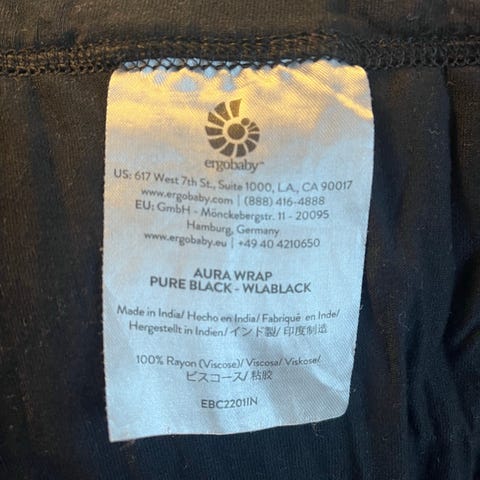 ergobaby™
US: 617 West 7th St., Suite 1000, L.A., CA 90017
www.ergobaby.com | (888) 416-4888
EU: GmbH - Mönckebergstr. 11 - 20095
Hamburg, Germany
www.ergobaby.eu | +49 40 4210650
AURA WRAP
PURE BLACK - WLABLACK
Made in India/ Hecho en India/ Fabriqué en Inde/
Hergestellt in Indien/ インド製/ 印度制造
100% Rayon (Viscose)/ Viscosa/ Viskose/
ビスコース/ 粘胶
EBC2201IN